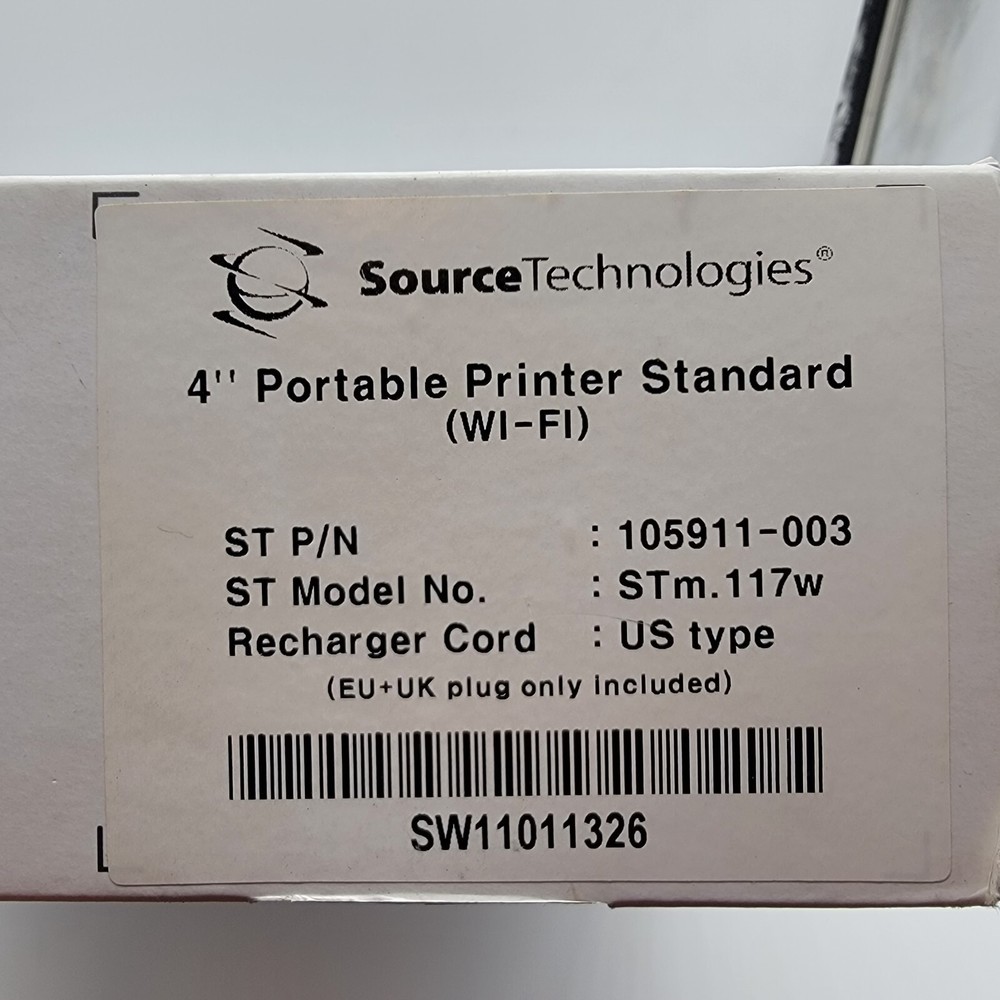 SourceTechnologies®
4'' Portable Printer Standard
(WI-FI)
ST P/N : 105911-003
ST Model No. : STm.117w
Recharger Cord : US type
(EU+UK plug only included)
SW11011326